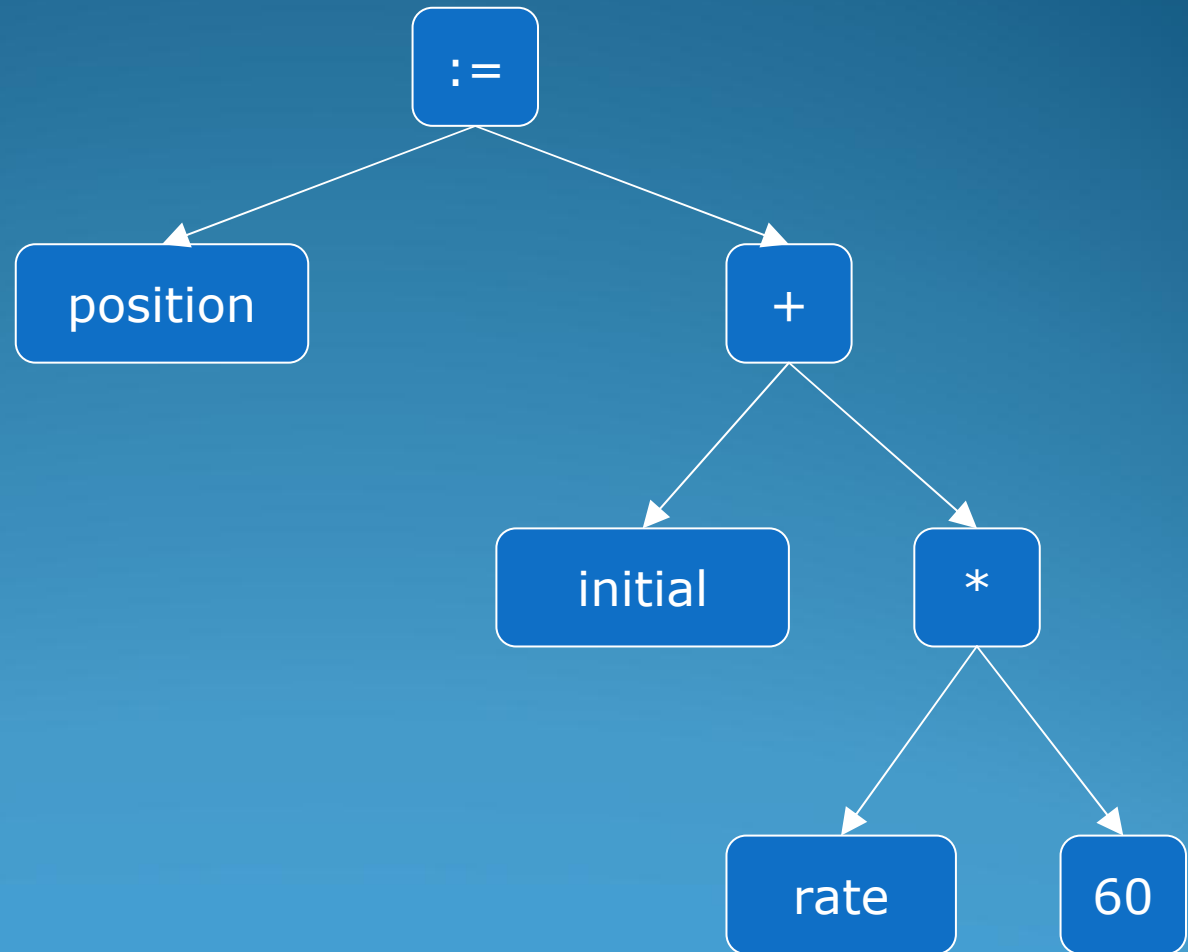 :=
position
+
initial
*
rate
60